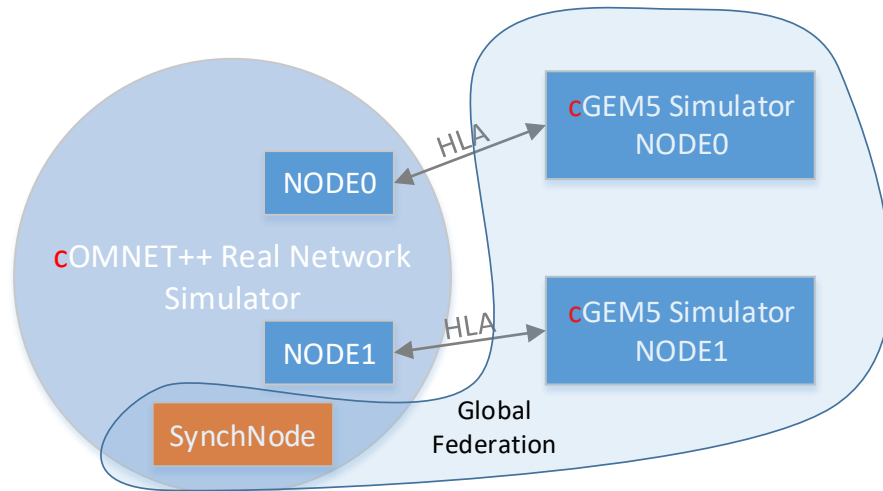 cGEM5 Simulator
NODE0
HLA
NODE0
cOMNET++ Real Network
Simulator
cGEM5 Simulator
NODE1
HLA
NODE1
SynchNode
Global
Federation